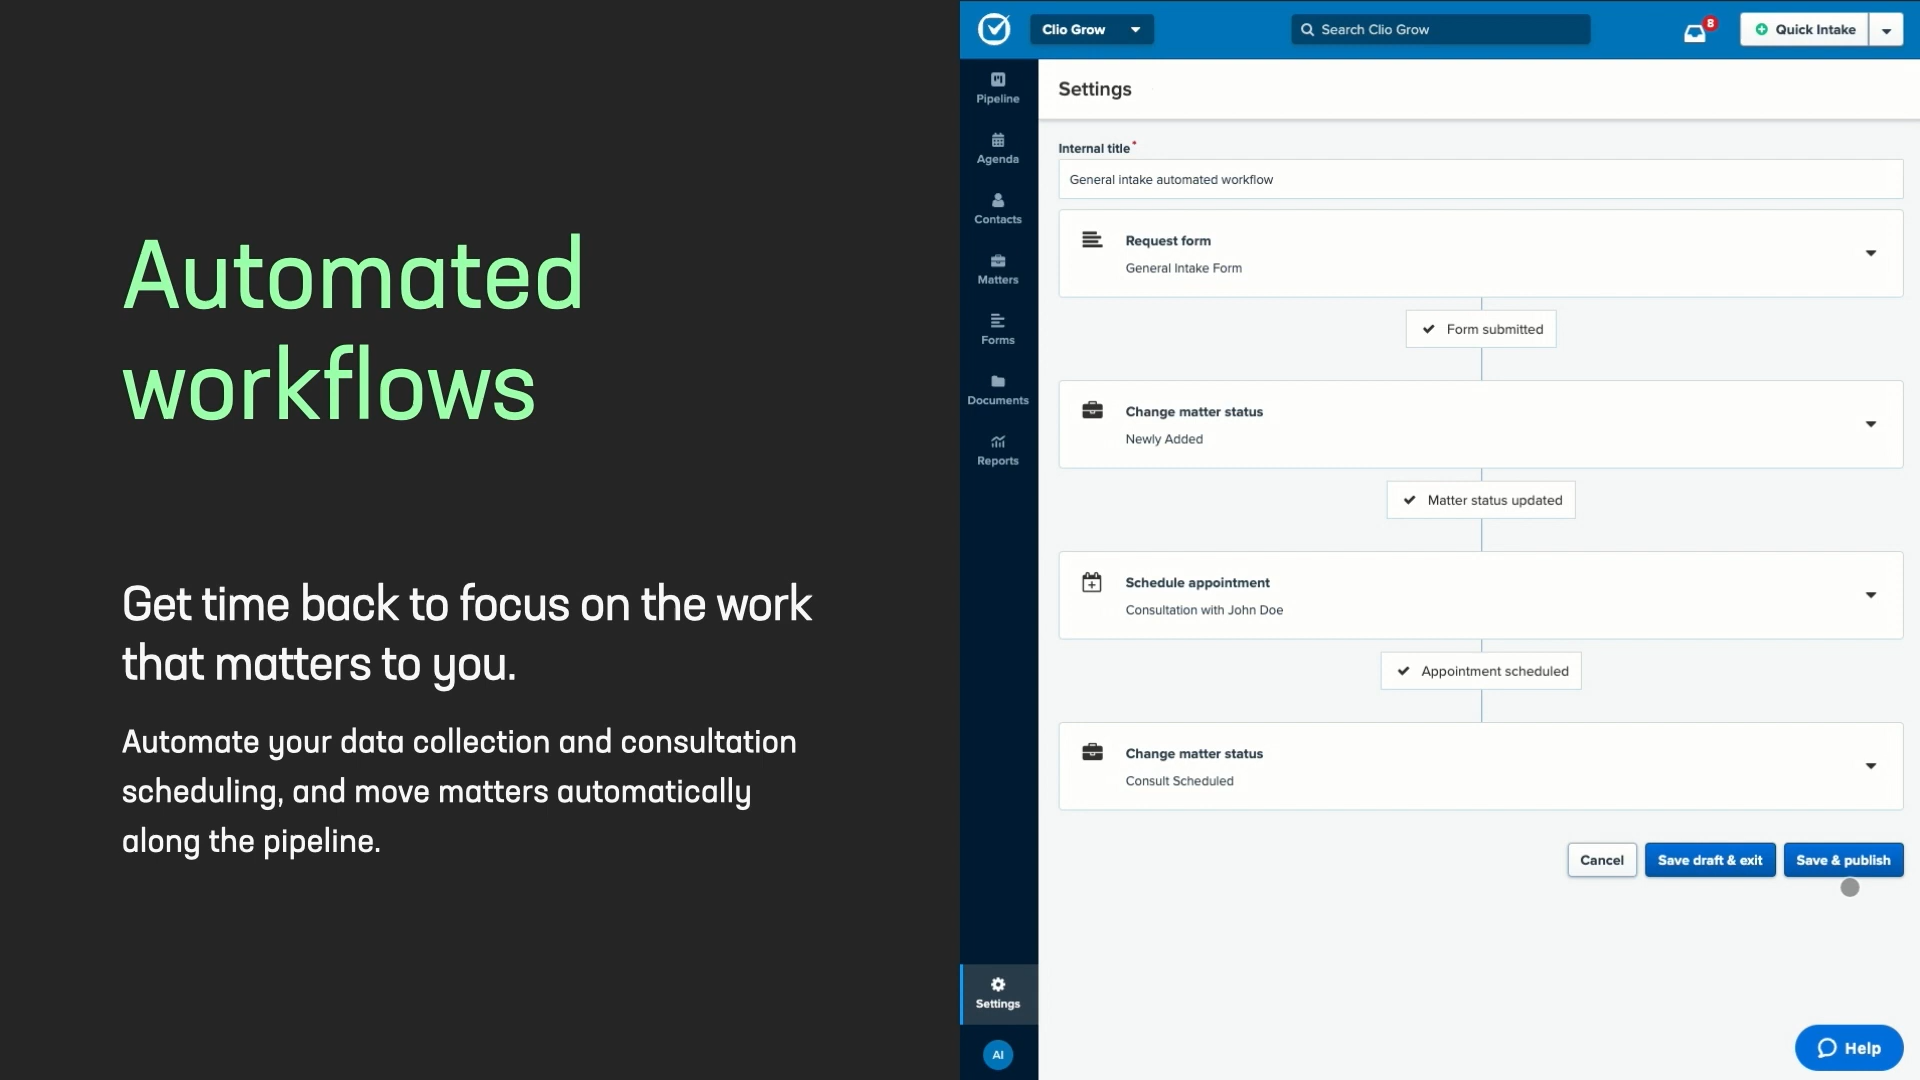 Automated
workflows
Get time back to focus on the work
that matters to you.
Automate your data collection and consultation
scheduling, and move matters automatically
along the pipeline.
Clio Grow
Search Clio Grow
8
Quick Intake
Pipeline
Agenda
Contacts
Matters
Forms
Documents
Reports
Settings
AI
Settings
Internal title*
General intake automated workflow
Request form
General Intake Form
Form submitted
Change matter status
Newly Added
Matter status updated
Schedule appointment
Consultation with John Doe
Appointment scheduled
Change matter status
Consult Scheduled
Cancel
Save draft & exit
Save & publish
Help